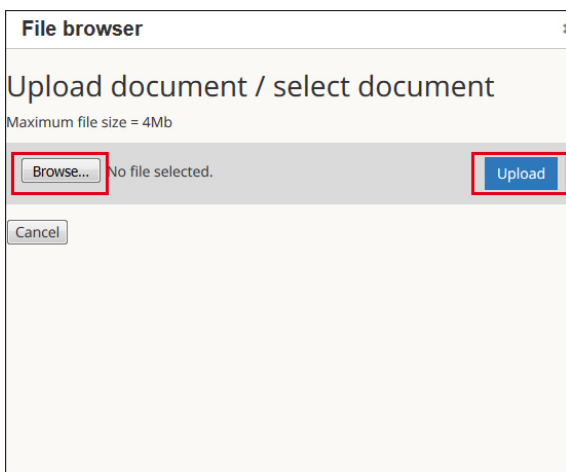 File browser
Upload document / select document
Maximum file size = 4Mb
Browse... No file selected. Upload
Cancel